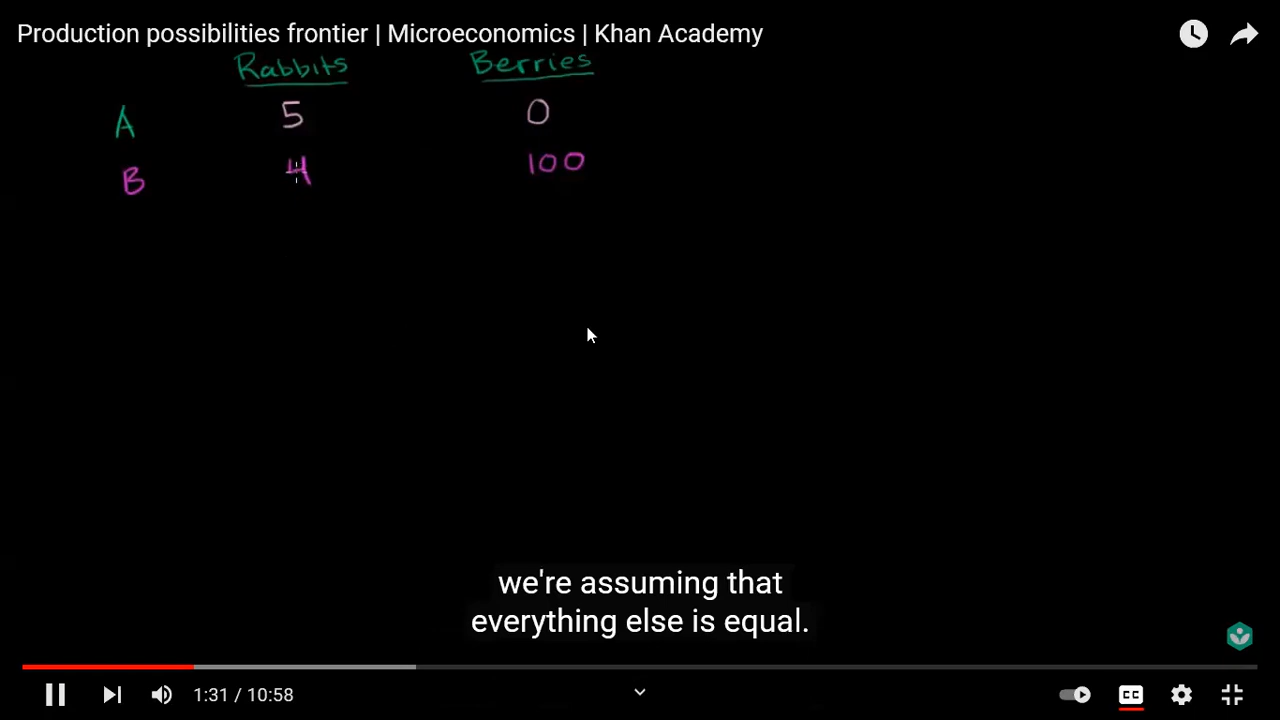 Production possibilities frontier | Microeconomics | Khan Academy
Rabbits Berries
A 5 0
B 4 100
we're assuming that
everything else is equal.
1:31 / 10:58
CC